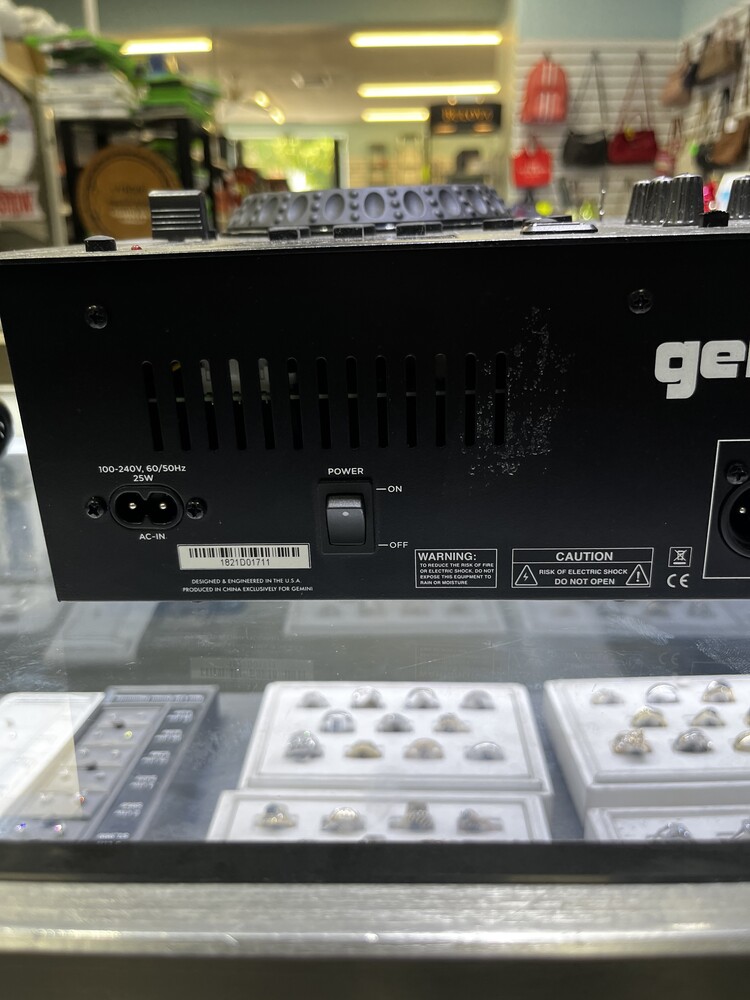 ge
100-240V, 60/50Hz
25W
AC-IN
POWER
ON
OFF
1821D01711
DESIGNED & ENGINEERED IN THE U.S.A.
PRODUCED IN CHINA EXCLUSIVELY FOR GEMINI
WARNING:
TO REDUCE THE RISK OF FIRE
OR ELECTRIC SHOCK, DO NOT
EXPOSE THIS EQUIPMENT TO
RAIN OR MOISTURE
CAUTION
RISK OF ELECTRIC SHOCK
DO NOT OPEN
CE